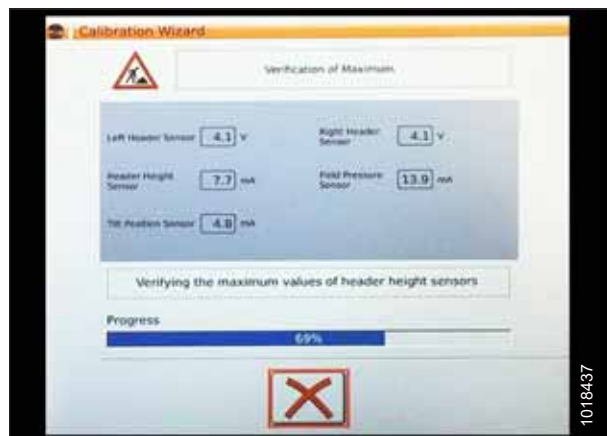 Calibration Wizard
Verification of Maximum
Left Header Sensor 4.1 V
Right Header
Sensor 4.1 V
Header Height
Sensor 7.7 mA
Field Pressure
Sensor 13.9 mA
Tilt Position Sensor 4.8 mA
Verifying the maximum values of header height sensors
Progress
69%
1018437